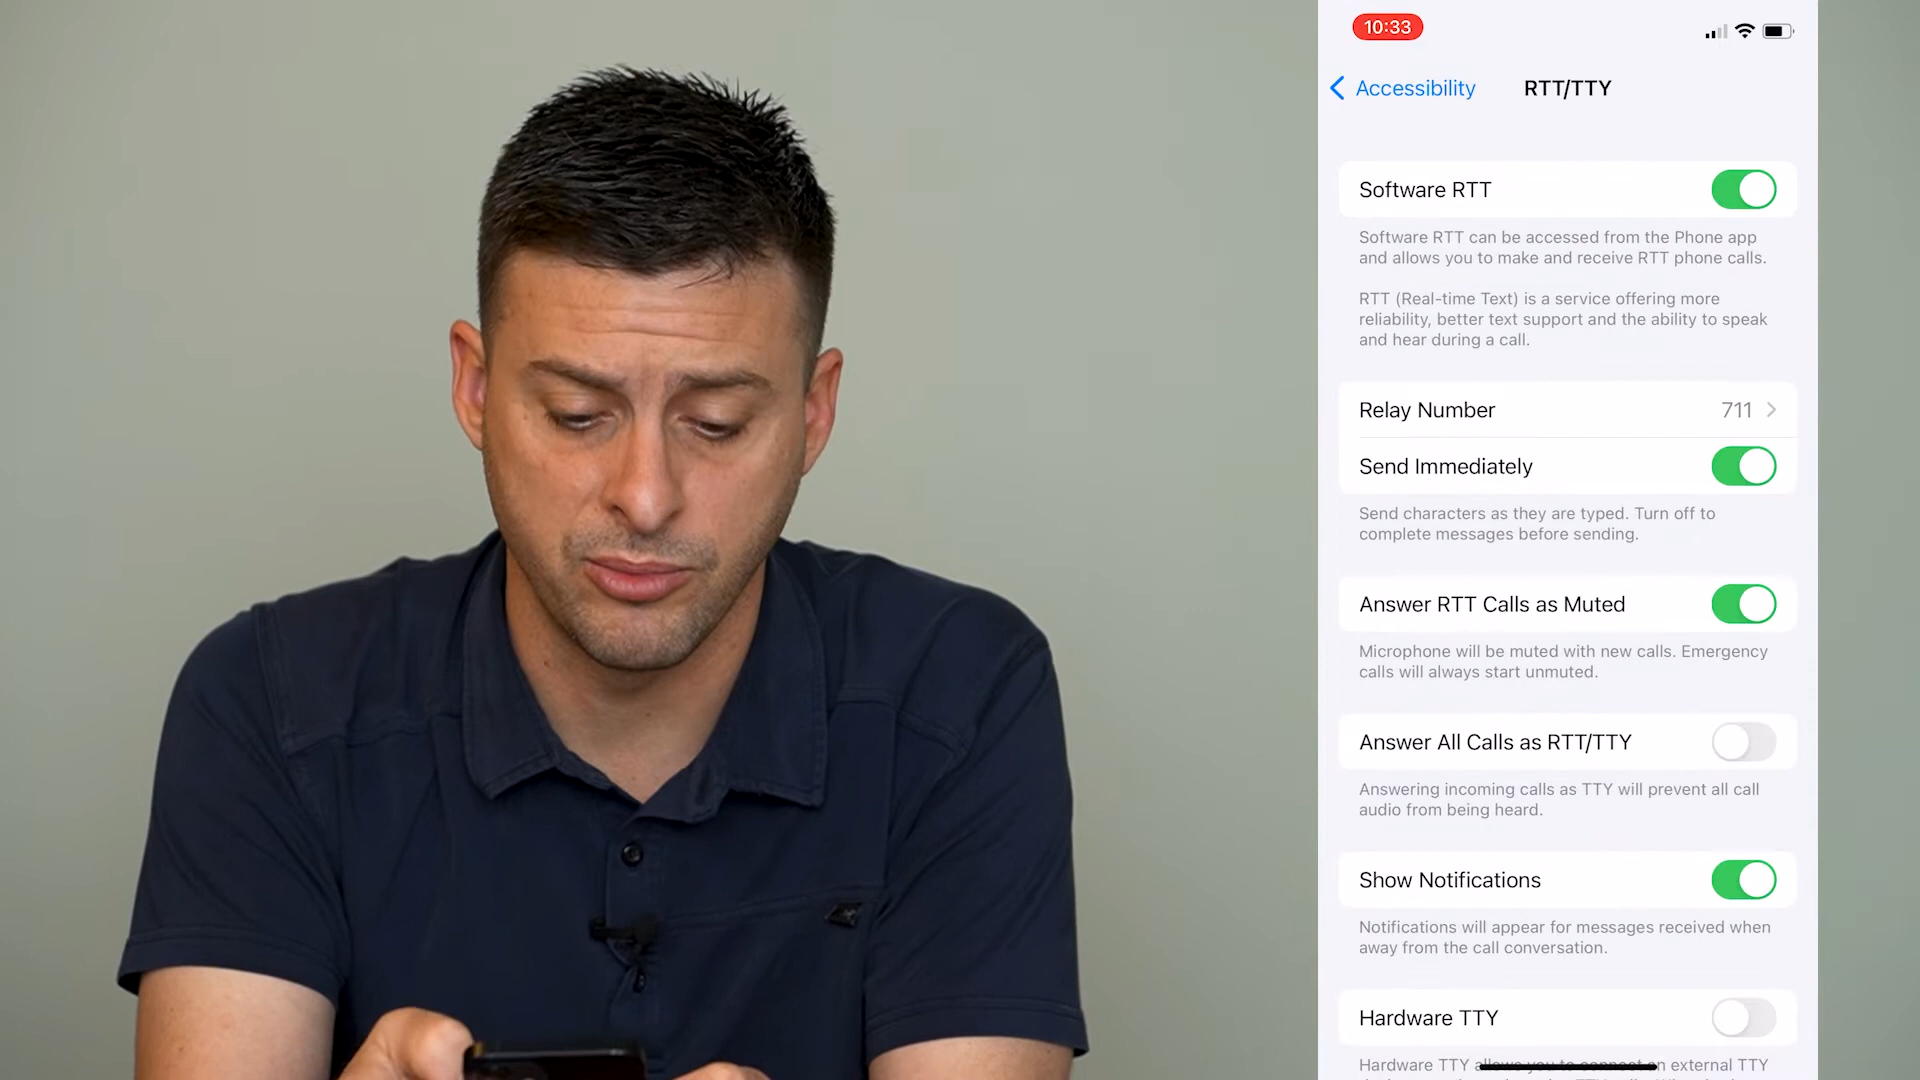 10:33
Accessibility
RTT/TTY
Software RTT
Software RTT can be accessed from the Phone app
and allows you to make and receive RTT phone calls.
RTT (Real-time Text) is a service offering more
reliability, better text support and the ability to speak
and hear during a call.
Relay Number 711
Send Immediately
Send characters as they are typed. Turn off to
complete messages before sending.
Answer RTT Calls as Muted
Microphone will be muted with new calls. Emergency
calls will always start unmuted.
Answer All Calls as RTT/TTY
Answering incoming calls as TTY will prevent all call
audio from being heard.
Show Notifications
Notifications will appear for messages received when
away from the call conversation.
Hardware TTY
Hardware TTY allows you to connect an external TTY